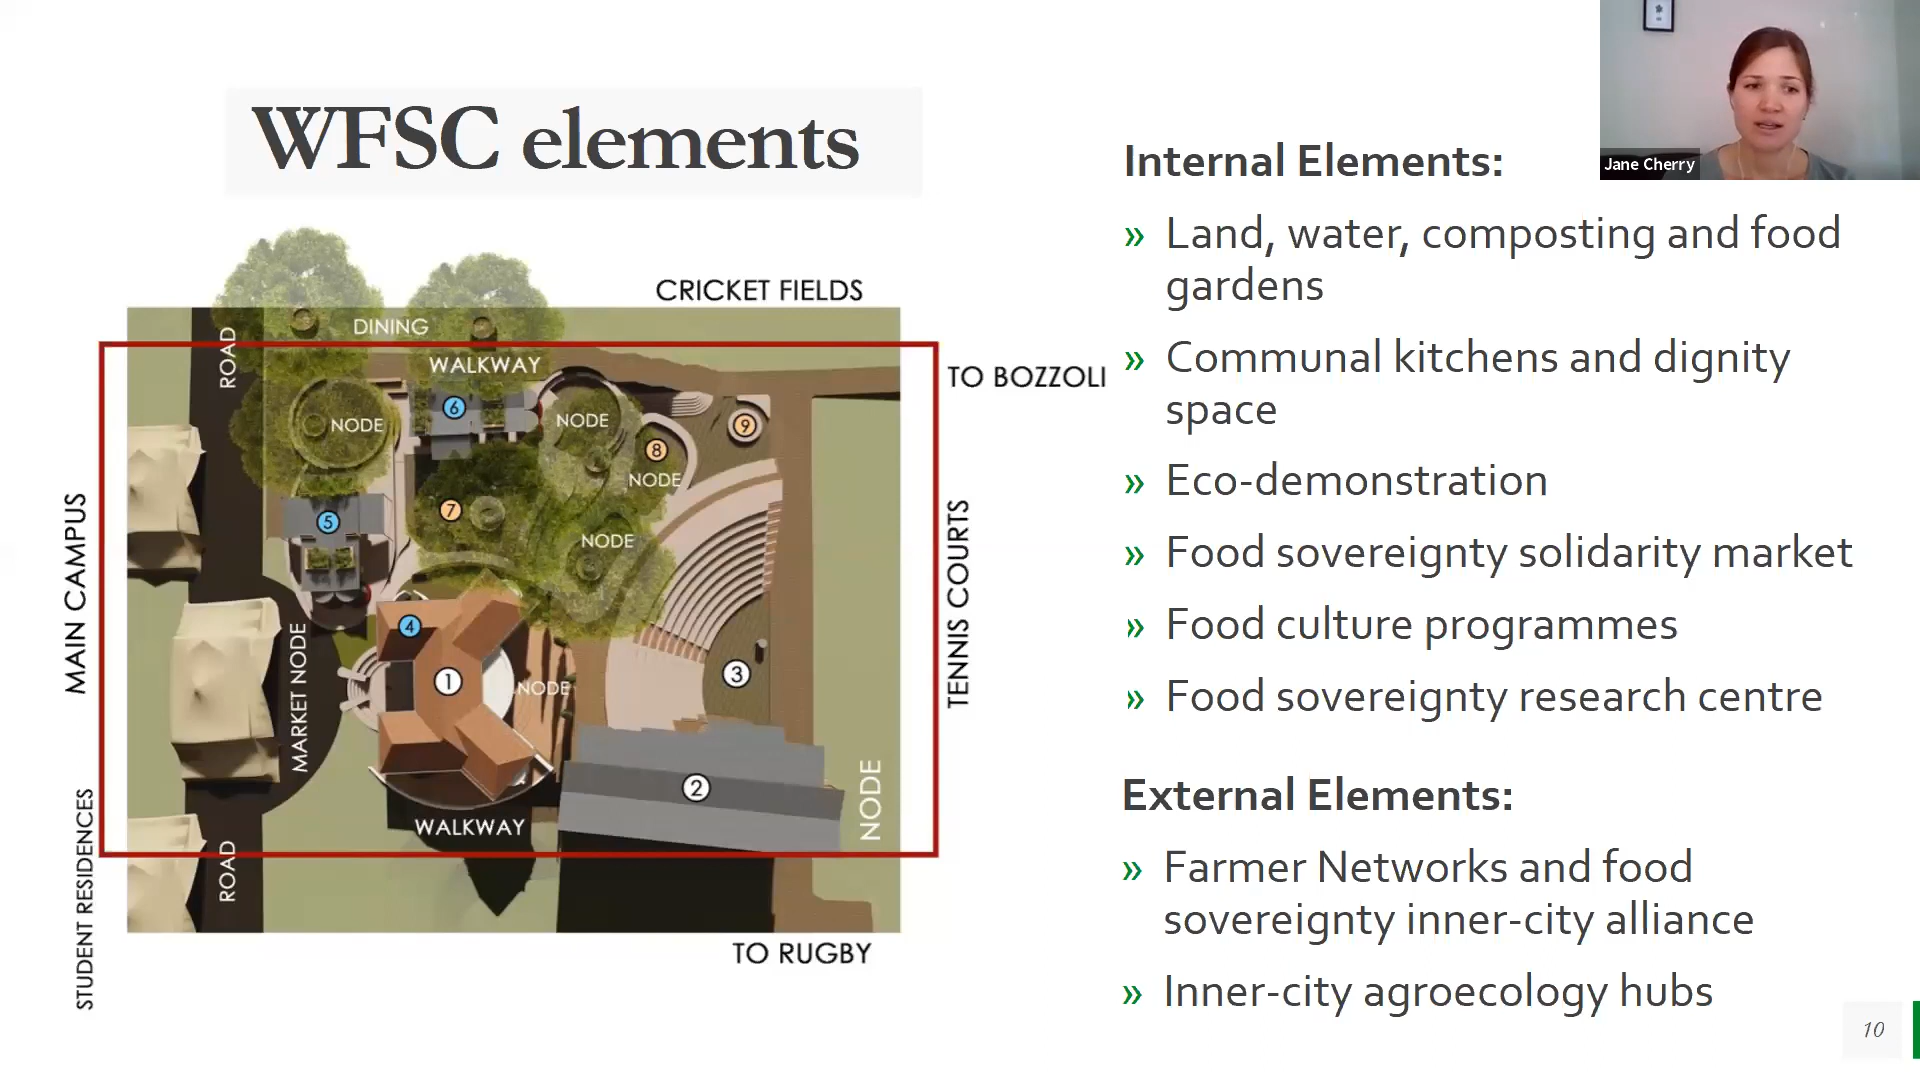 WFSC elements
CRICKET FIELDS
DINING
ROAD
WALKWAY
TO BOZZOLI
6
NODE
NODE
9
8
NODE
7
5
NODE
MAIN CAMPUS
TENNIS COURTS
4
MARKET NODE
1
NODE
3
2
NODE
WALKWAY
STUDENT RESIDENCES
ROAD
TO RUGBY
Internal Elements:
» Land, water, composting and food
gardens
» Communal kitchens and dignity
space
» Eco-demonstration
» Food sovereignty solidarity market
» Food culture programmes
» Food sovereignty research centre
External Elements:
» Farmer Networks and food
sovereignty inner-city alliance
» Inner-city agroecology hubs
10
Jane Cherry